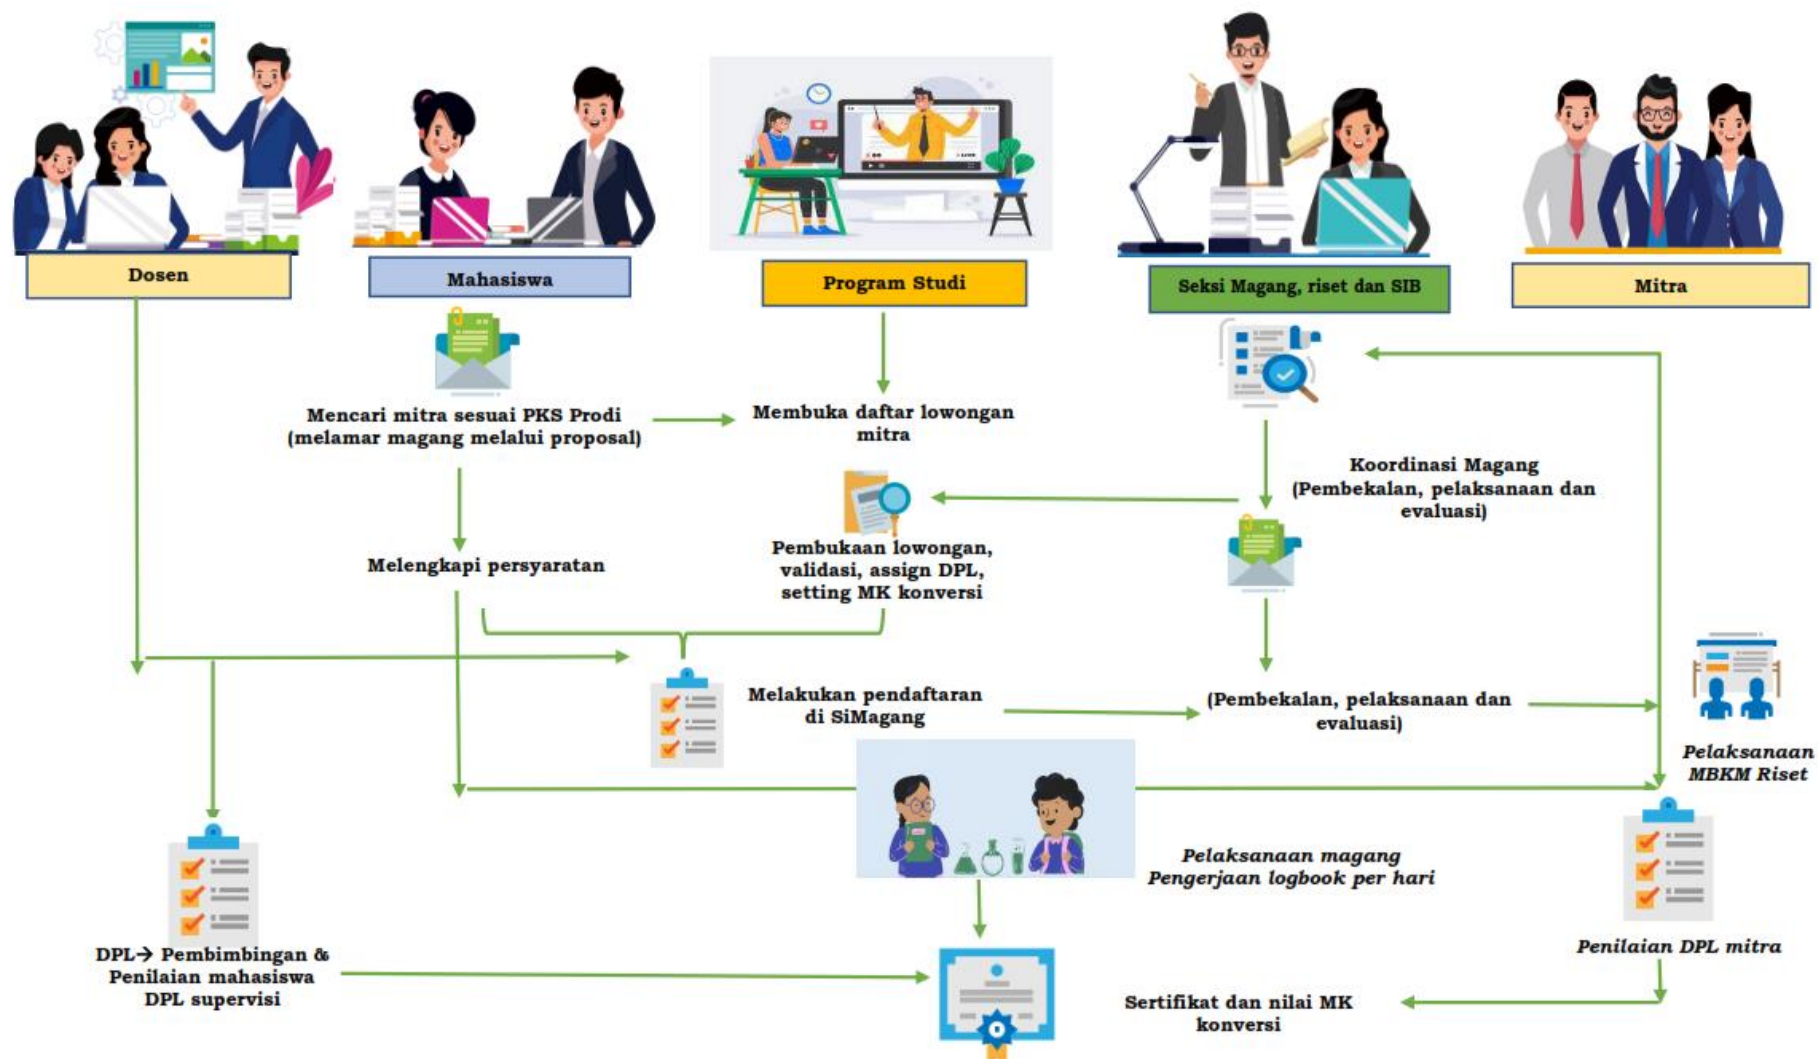 Dosen
Mahasiswa
Program Studi
Seksi Magang, riset dan SIB
Mitra
Mencari mitra sesuai PKS Prodi
(melamar magang melalui proposal)
Membuka daftar lowongan
mitra
Koordinasi Magang
(Pembekalan, pelaksanaan dan
evaluasi)
Melengkapi persyaratan
Pembukaan lowongan,
validasi, assign DPL,
setting MK konversi
Melakukan pendaftaran
di SiMagang
(Pembekalan, pelaksanaan dan
evaluasi)
Pelaksanaan
MBKM Riset
Pelaksanaan magang
Pengerjaan logbook per hari
DPL→ Pembimbingan &
Penilaian mahasiswa
DPL supervisi
Penilaian DPL mitra
Sertifikat dan nilai MK
konversi